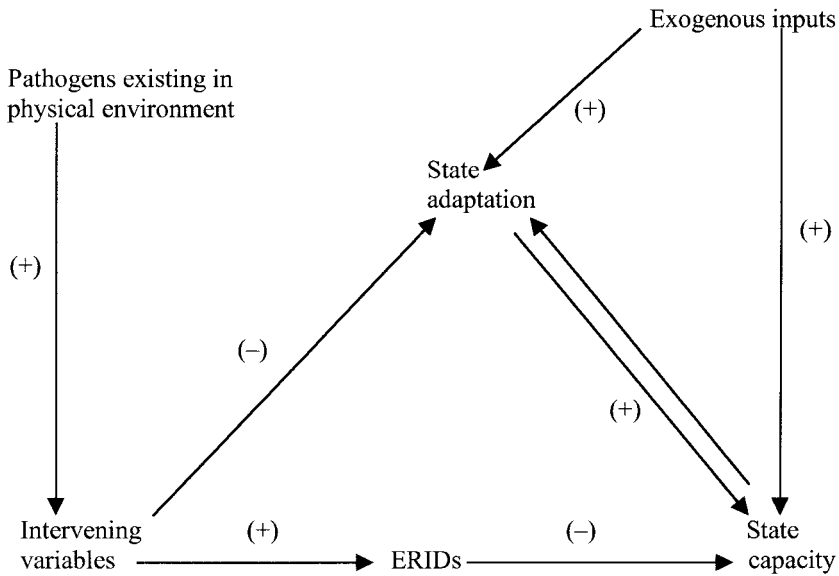 Exogenous inputs
Pathogens existing in
physical environment
(+)
State
adaptation
(+)
(+)
(–)
(+)
Intervening
variables
(+)
ERIDs
(–)
State
capacity